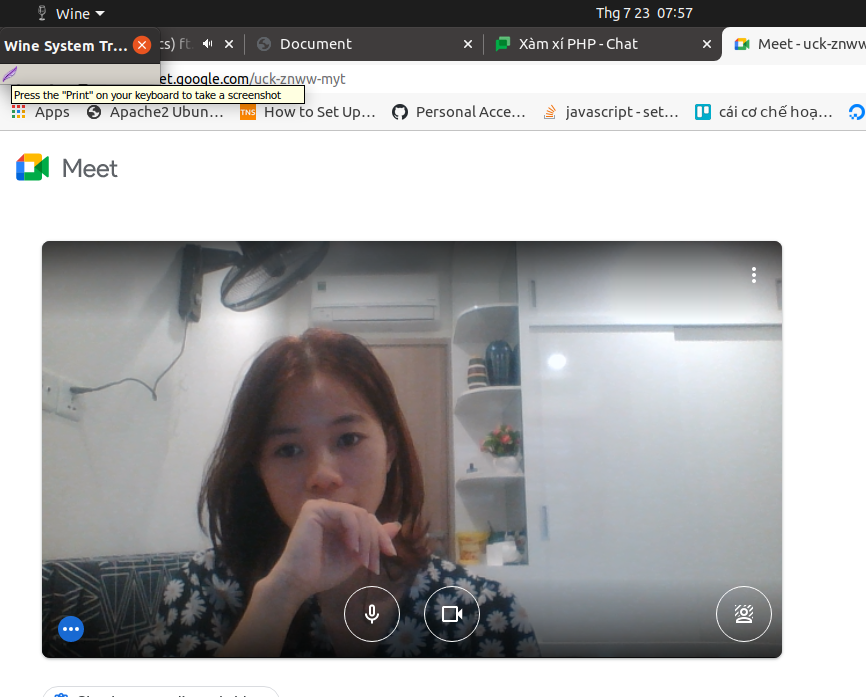 Wine Thg 7 23 07:57
Wine System Tr... cs) ft. Document Xàm xí PHP - Chat Meet - uck-znww
et.google.com/uck-znww-myt
Press the "Print" on your keyboard to take a screenshot
Apps Apache2 Ubun... How to Set Up... Personal Acce... javascript - set... cái cơ chế hoạ...
TNS
Meet